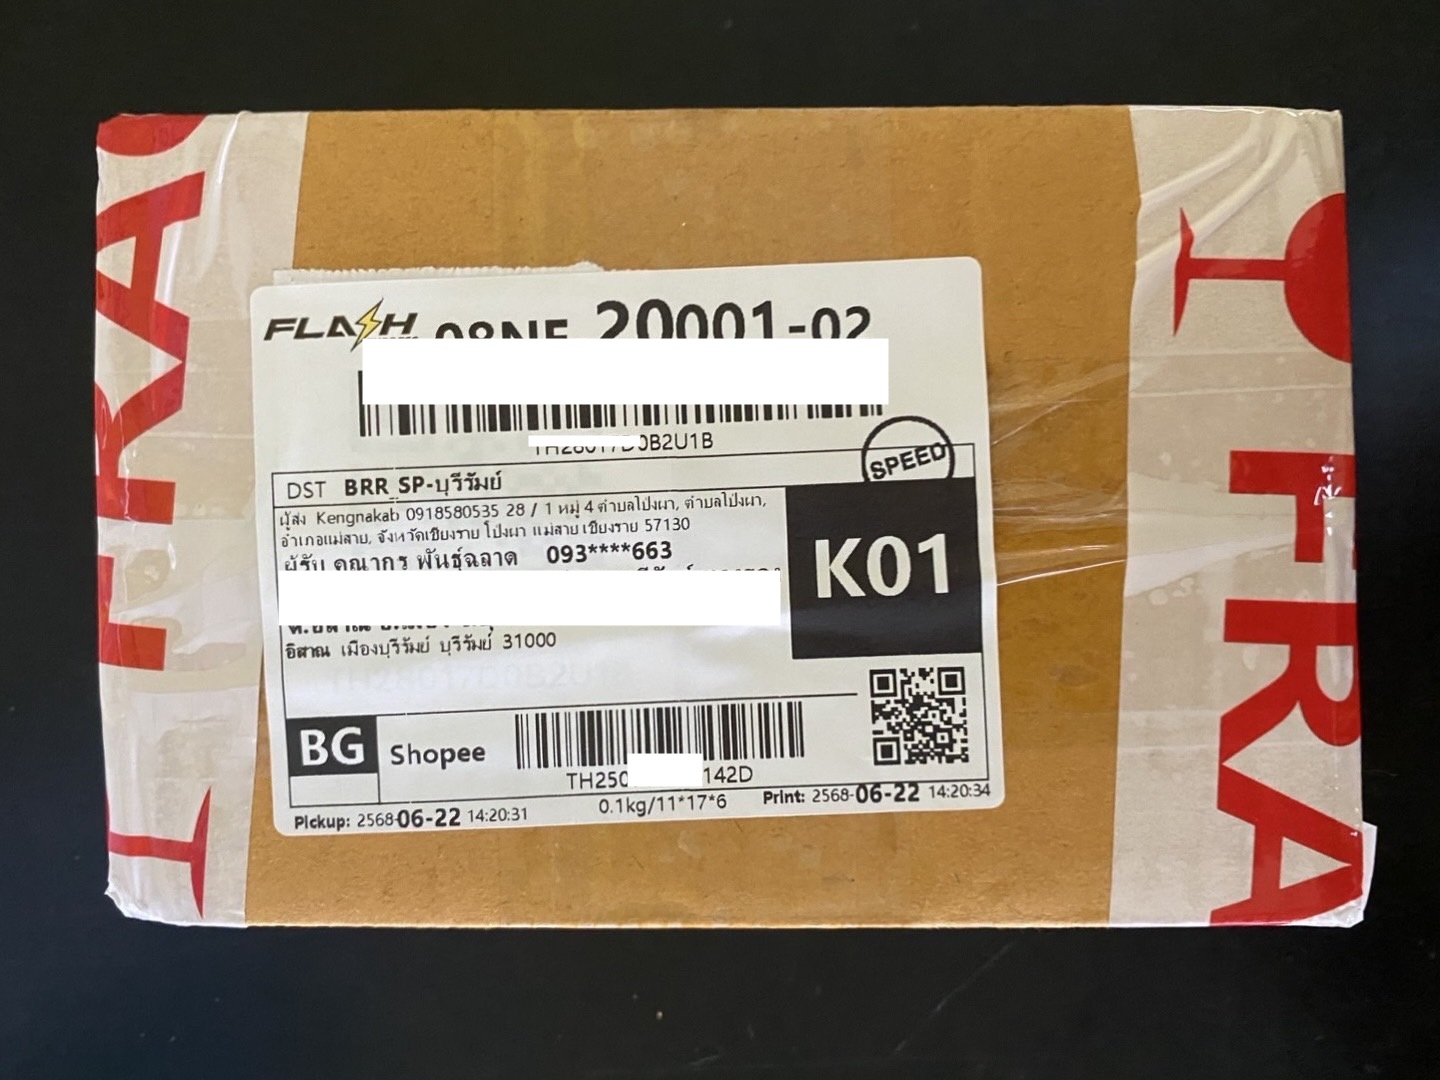 FLASH 20001-02
0B2U1B
SPEED
DST BRR_SP-บุรีรัมย์
ผู้ส่ง Kengnakab 0918580535 28 / 1 หมู่ 4 ตำบลโป่งผา, ตำบลโป่งผา,
อำเภอแม่สาย, จังหวัดเชียงราย โป่งผา แม่สาย เชียงราย 57130
ผู้รับ คุณากร พันธุ์ฉลาด 093****663
K01
อิสาณ เมืองบุรีรัมย์ บุรีรัมย์ 31000
BG Shopee
TH250 142D
0.1kg/11*17*6
Pickup: 2568-06-22 14:20:31 Print: 2568-06-22 14:20:34
FRA
FRA